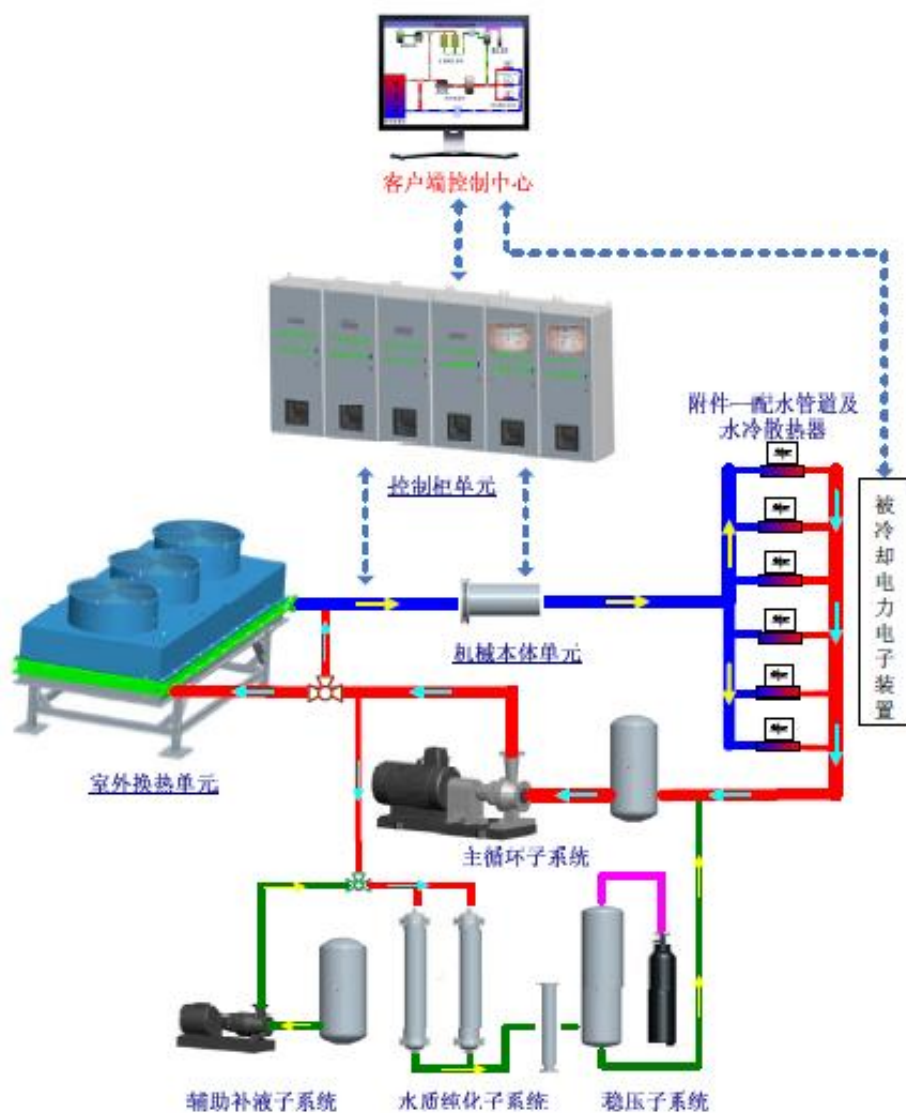 客户端控制中心
附件—配水管道及
水冷散热器
控制柜单元
被冷却电力电子装置
机械本体单元
室外换热单元
主循环子系统
辅助补液子系统
水质纯化子系统
稳压子系统